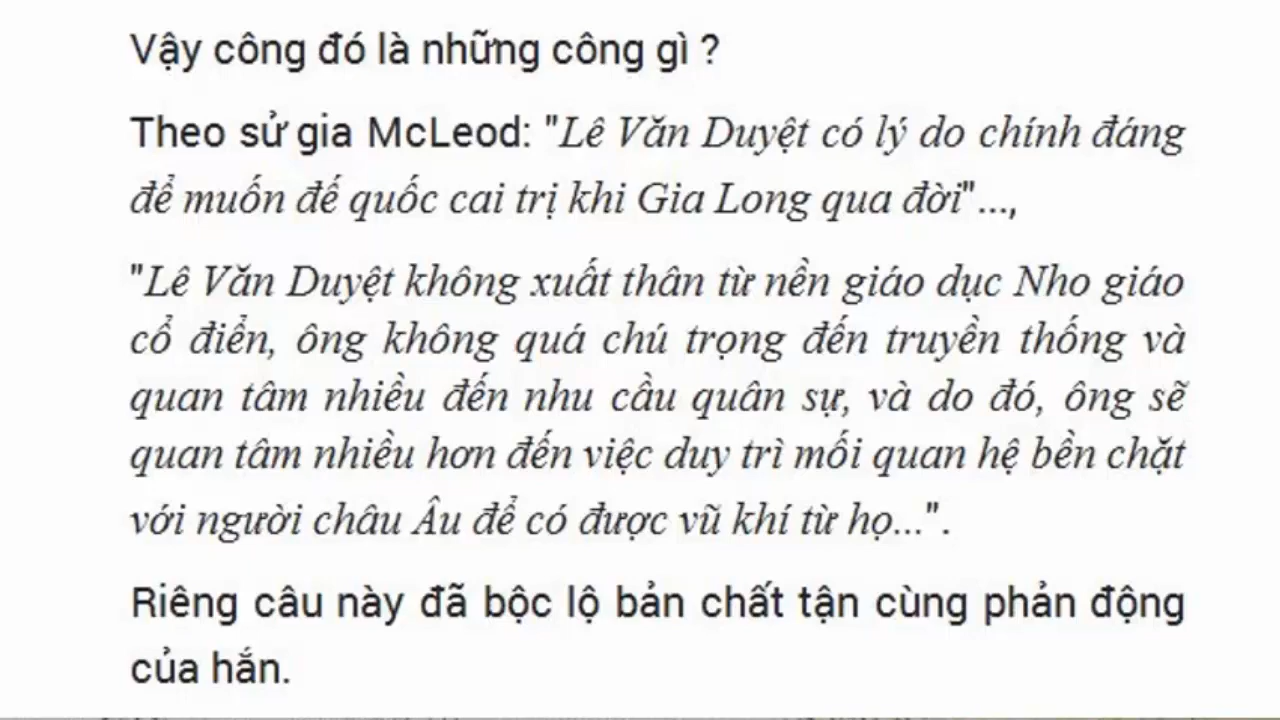 Vậy công đó là những công gì ?
Theo sử gia McLeod: "Lê Văn Duyệt có lý do chính đáng
để muốn đế quốc cai trị khi Gia Long qua đời"...,
"Lê Văn Duyệt không xuất thân từ nền giáo dục Nho giáo
cổ điển, ông không quá chú trọng đến truyền thống và
quan tâm nhiều đến nhu cầu quân sự, và do đó, ông sẽ
quan tâm nhiều hơn đến việc duy trì mối quan hệ bền chặt
với người châu Âu để có được vũ khí từ họ...".
Riêng câu này đã bộc lộ bản chất tận cùng phản động
của hắn.